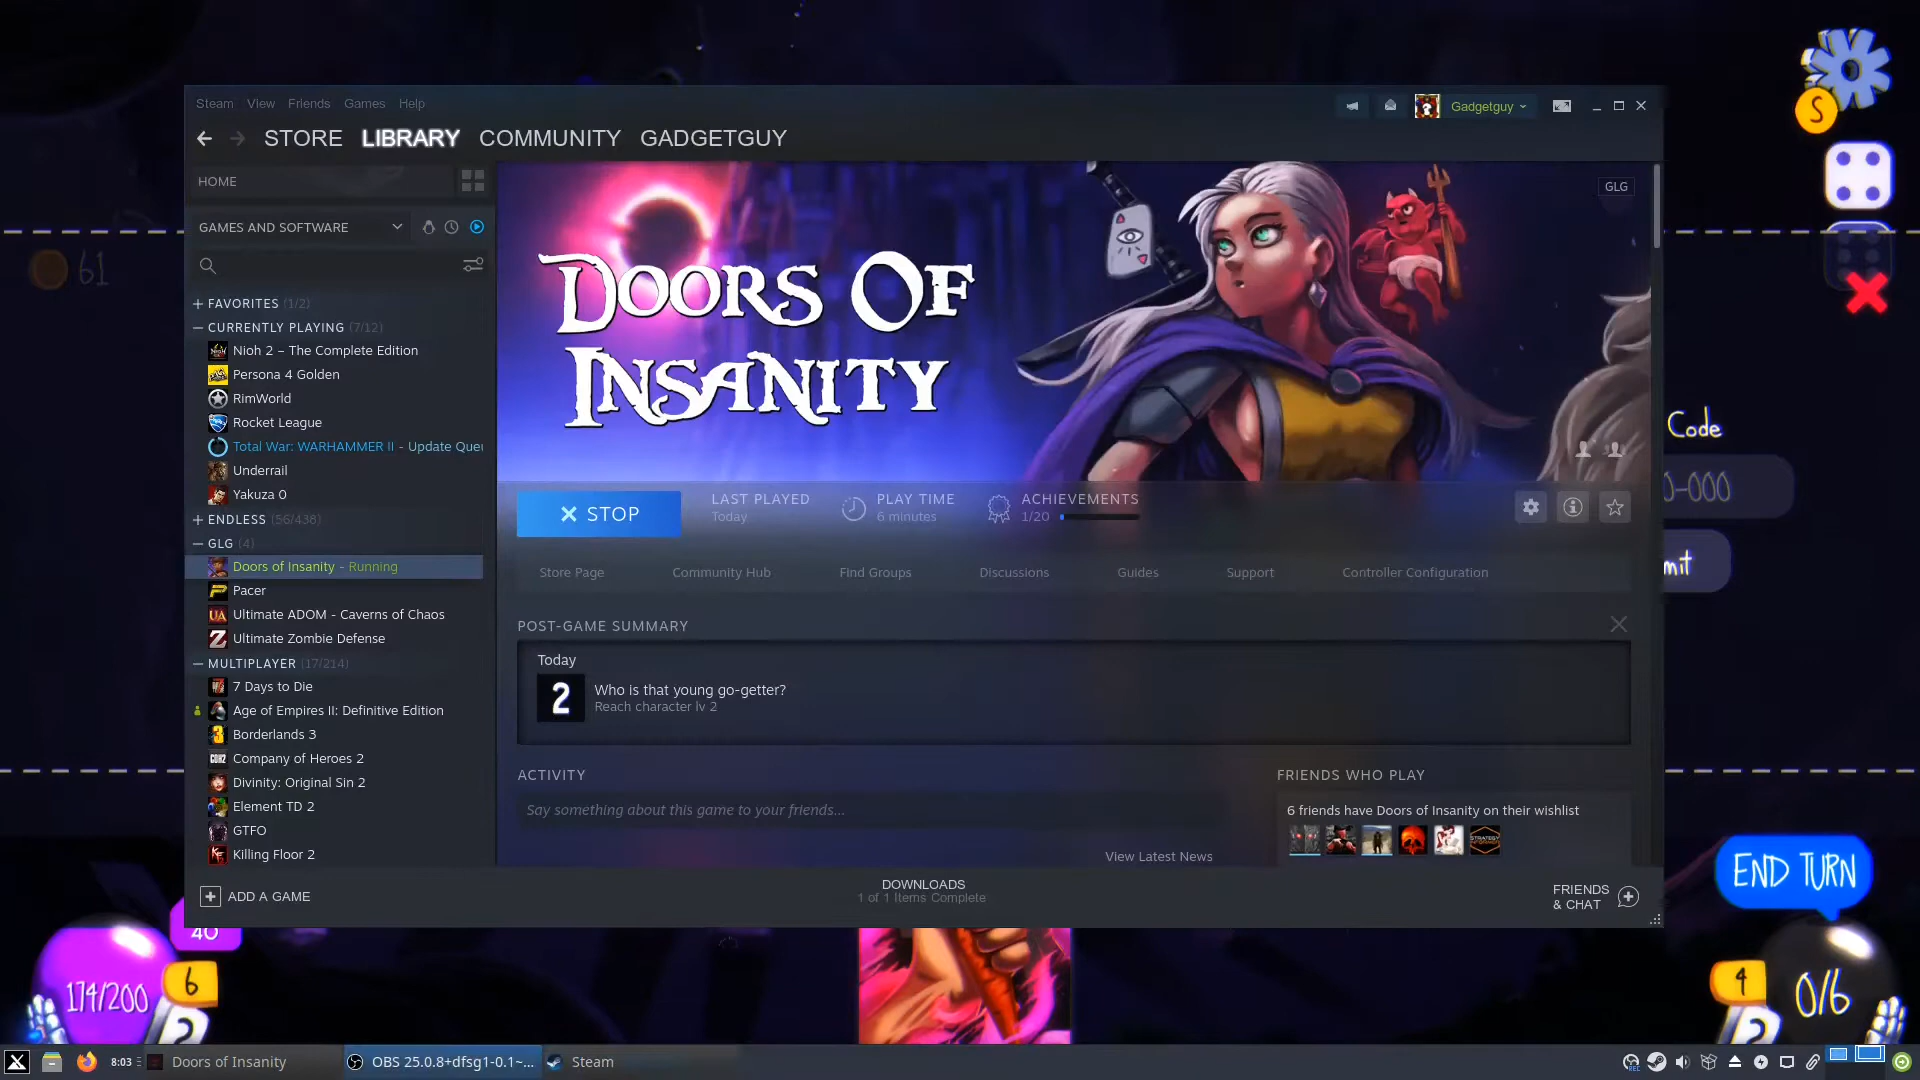 Steam View Friends Games Help
Gadgetguy
STORE LIBRARY COMMUNITY GADGETGUY
HOME
GAMES AND SOFTWARE
FAVORITES (1/2)
CURRENTLY PLAYING (7/12)
Nioh 2 – The Complete Edition
Persona 4 Golden
RimWorld
Rocket League
Total War: WARHAMMER II - Update Que
Underrail
Yakuza 0
ENDLESS (56/438)
GLG (4)
Doors of Insanity - Running
Pacer
Ultimate ADOM - Caverns of Chaos
Ultimate Zombie Defense
MULTIPLAYER (17/214)
7 Days to Die
Age of Empires II: Definitive Edition
Borderlands 3
Company of Heroes 2
Divinity: Original Sin 2
Element TD 2
GTFO
Killing Floor 2
ADD A GAME
GLG
DOORS OF
INSANITY
STOP
LAST PLAYED
Today
PLAY TIME
6 minutes
ACHIEVEMENTS
1/20
Store Page Community Hub Find Groups Discussions Guides Support Controller Configuration
POST-GAME SUMMARY
Today
2
Who is that young go-getter?
Reach character lv 2
ACTIVITY
Say something about this game to your friends...
View Latest News
FRIENDS WHO PLAY
6 friends have Doors of Insanity on their wishlist
DOWNLOADS
1 of 1 Items Complete
FRIENDS
& CHAT
61
S
Code
0-000
mit
END TURN
40
174/200
6
2
4
0/6
2
8:03
Doors of Insanity
OBS 25.0.8+dfsg1-0.1~...
Steam